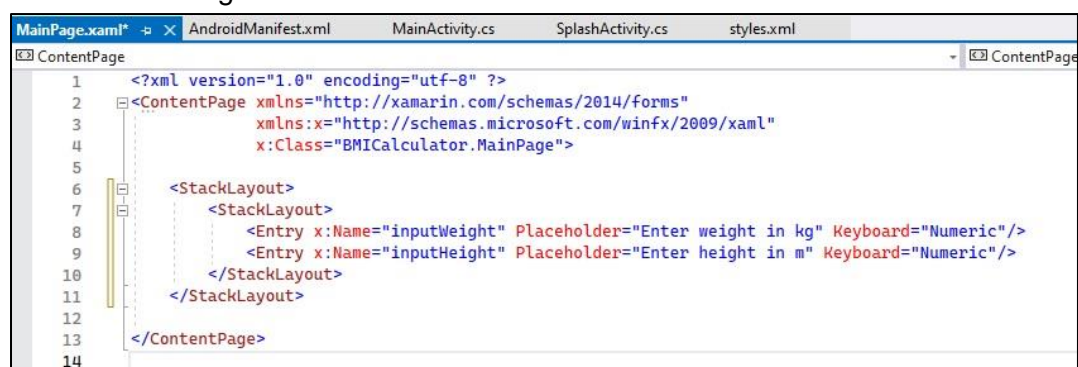 MainPage.xaml* AndroidManifest.xml MainActivity.cs SplashActivity.cs styles.xml
ContentPage ContentPage
1 <?xml version="1.0" encoding="utf-8" ?>
2 <ContentPage xmlns="http://xamarin.com/schemas/2014/forms"
3 xmlns:x="http://schemas.microsoft.com/winfx/2009/xaml"
4 x:Class="BMICalculator.MainPage">
5
6 <StackLayout>
7 <StackLayout>
8 <Entry x:Name="inputWeight" Placeholder="Enter weight in kg" Keyboard="Numeric"/>
9 <Entry x:Name="inputHeight" Placeholder="Enter height in m" Keyboard="Numeric"/>
10 </StackLayout>
11 </StackLayout>
12
13 </ContentPage>
14